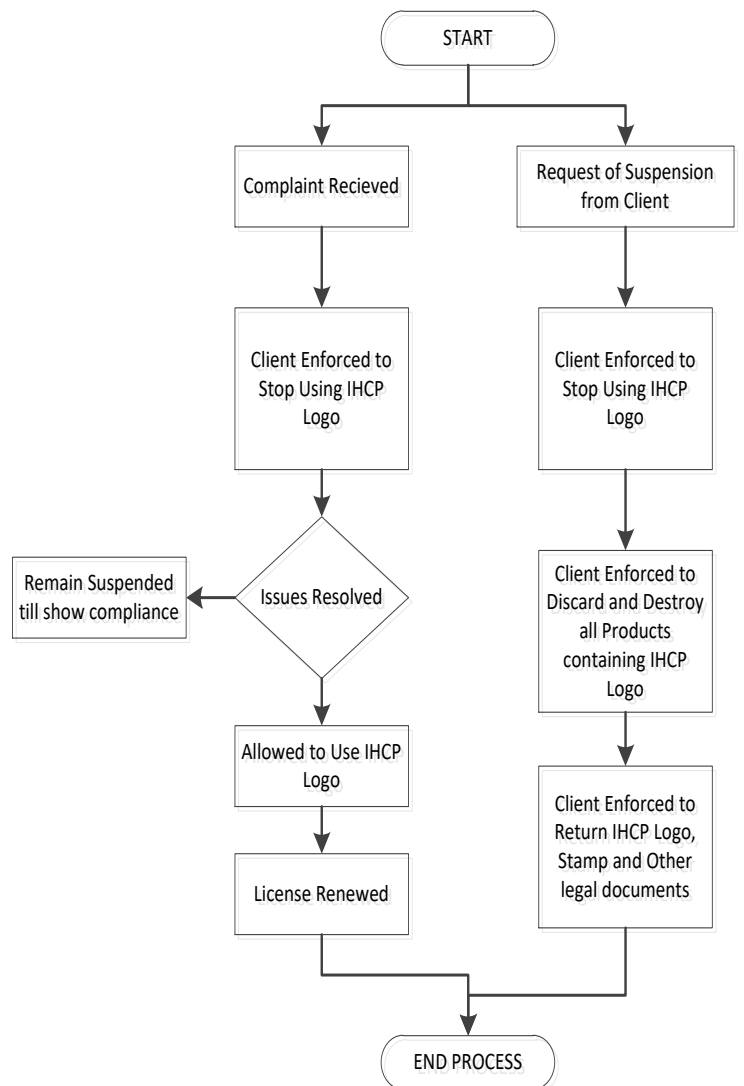 START
Complaint Recieved
Request of Suspension
from Client
Client Enforced to
Stop Using IHCP
Logo
Client Enforced to
Stop Using IHCP
Logo
Issues Resolved
Remain Suspended
till show compliance
Client Enforced to
Discard and Destroy
all Products
containing IHCP
Logo
Allowed to Use IHCP
Logo
Client Enforced to
Return IHCP Logo,
Stamp and Other
legal documents
License Renewed
END PROCESS